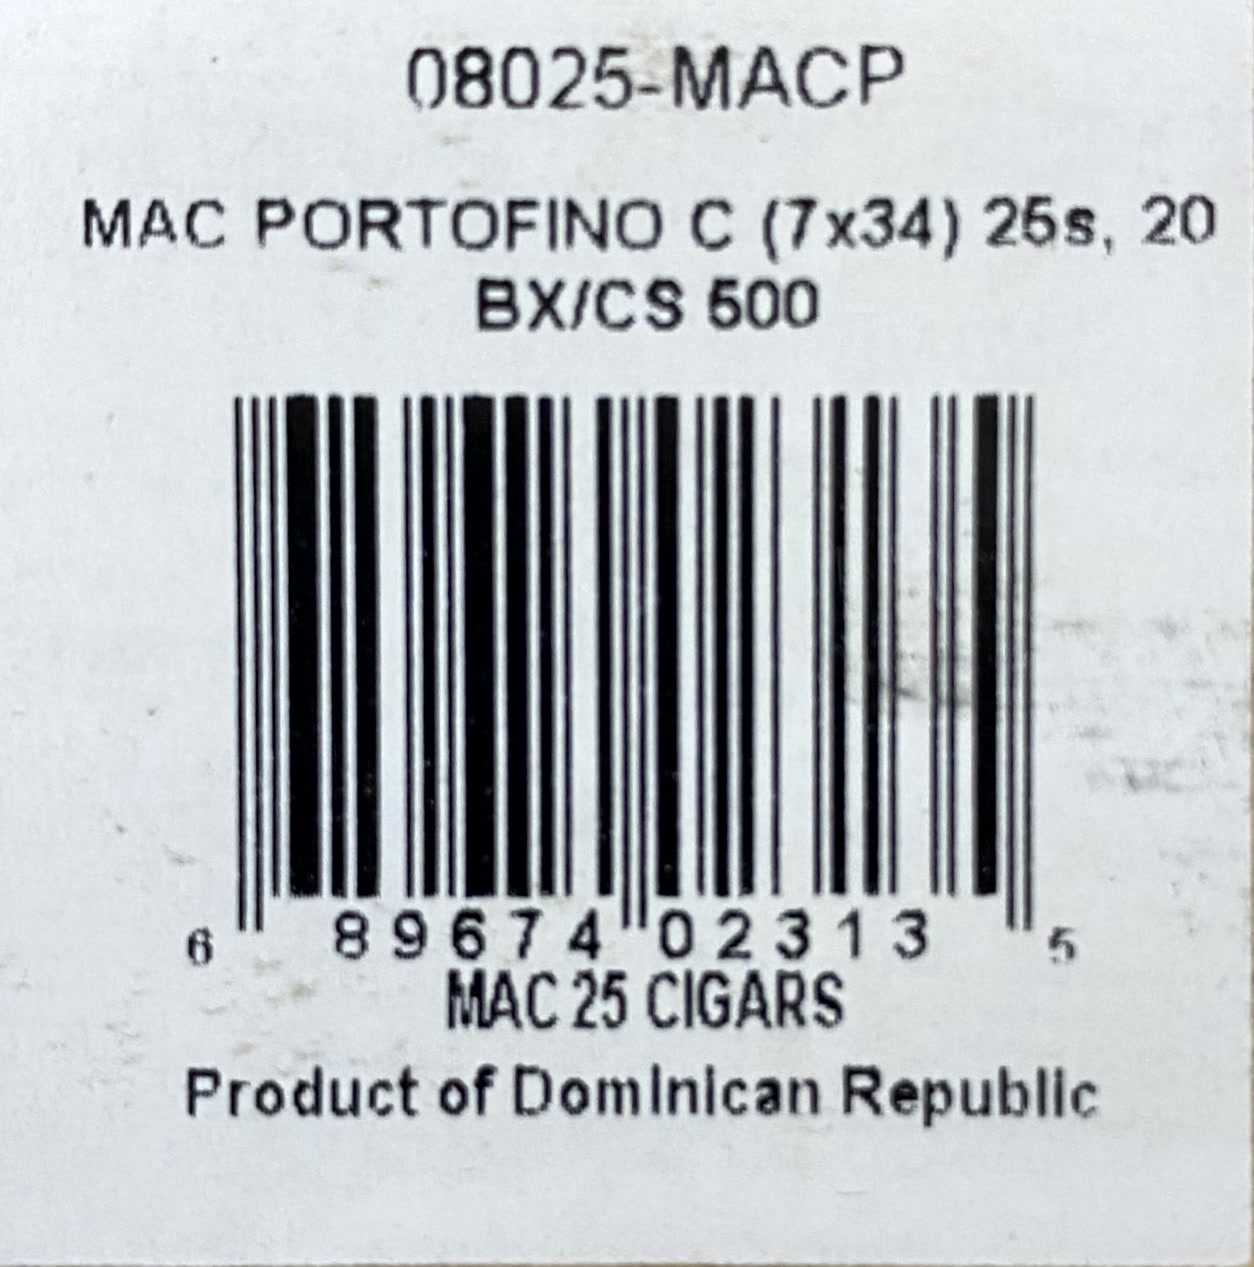 08025-MACP
MAC PORTOFINO C (7x34) 25s, 20
BX/CS 500
6 89674 02313 5
MAC 25 CIGARS
Product of Dominican Republic